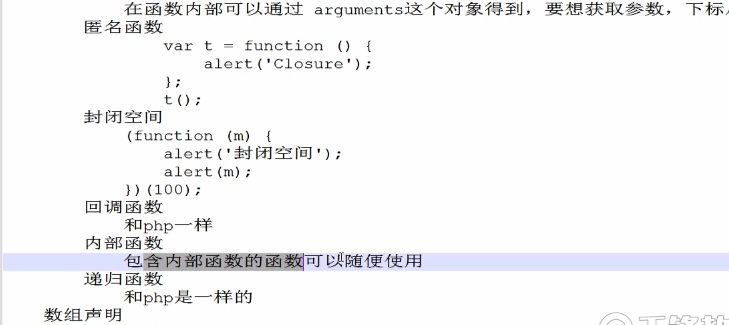 在函数内部可以通过 arguments这个对象得到，要想获取参数，下标从
匿名函数
var t = function () {
alert('Closure');
};
t();
封闭空间
(function (m) {
alert('封闭空间');
alert(m);
})(100);
回调函数
和php一样
内部函数
包含内部函数的函数可以随便使用
递归函数
和php是一样的
数组声明